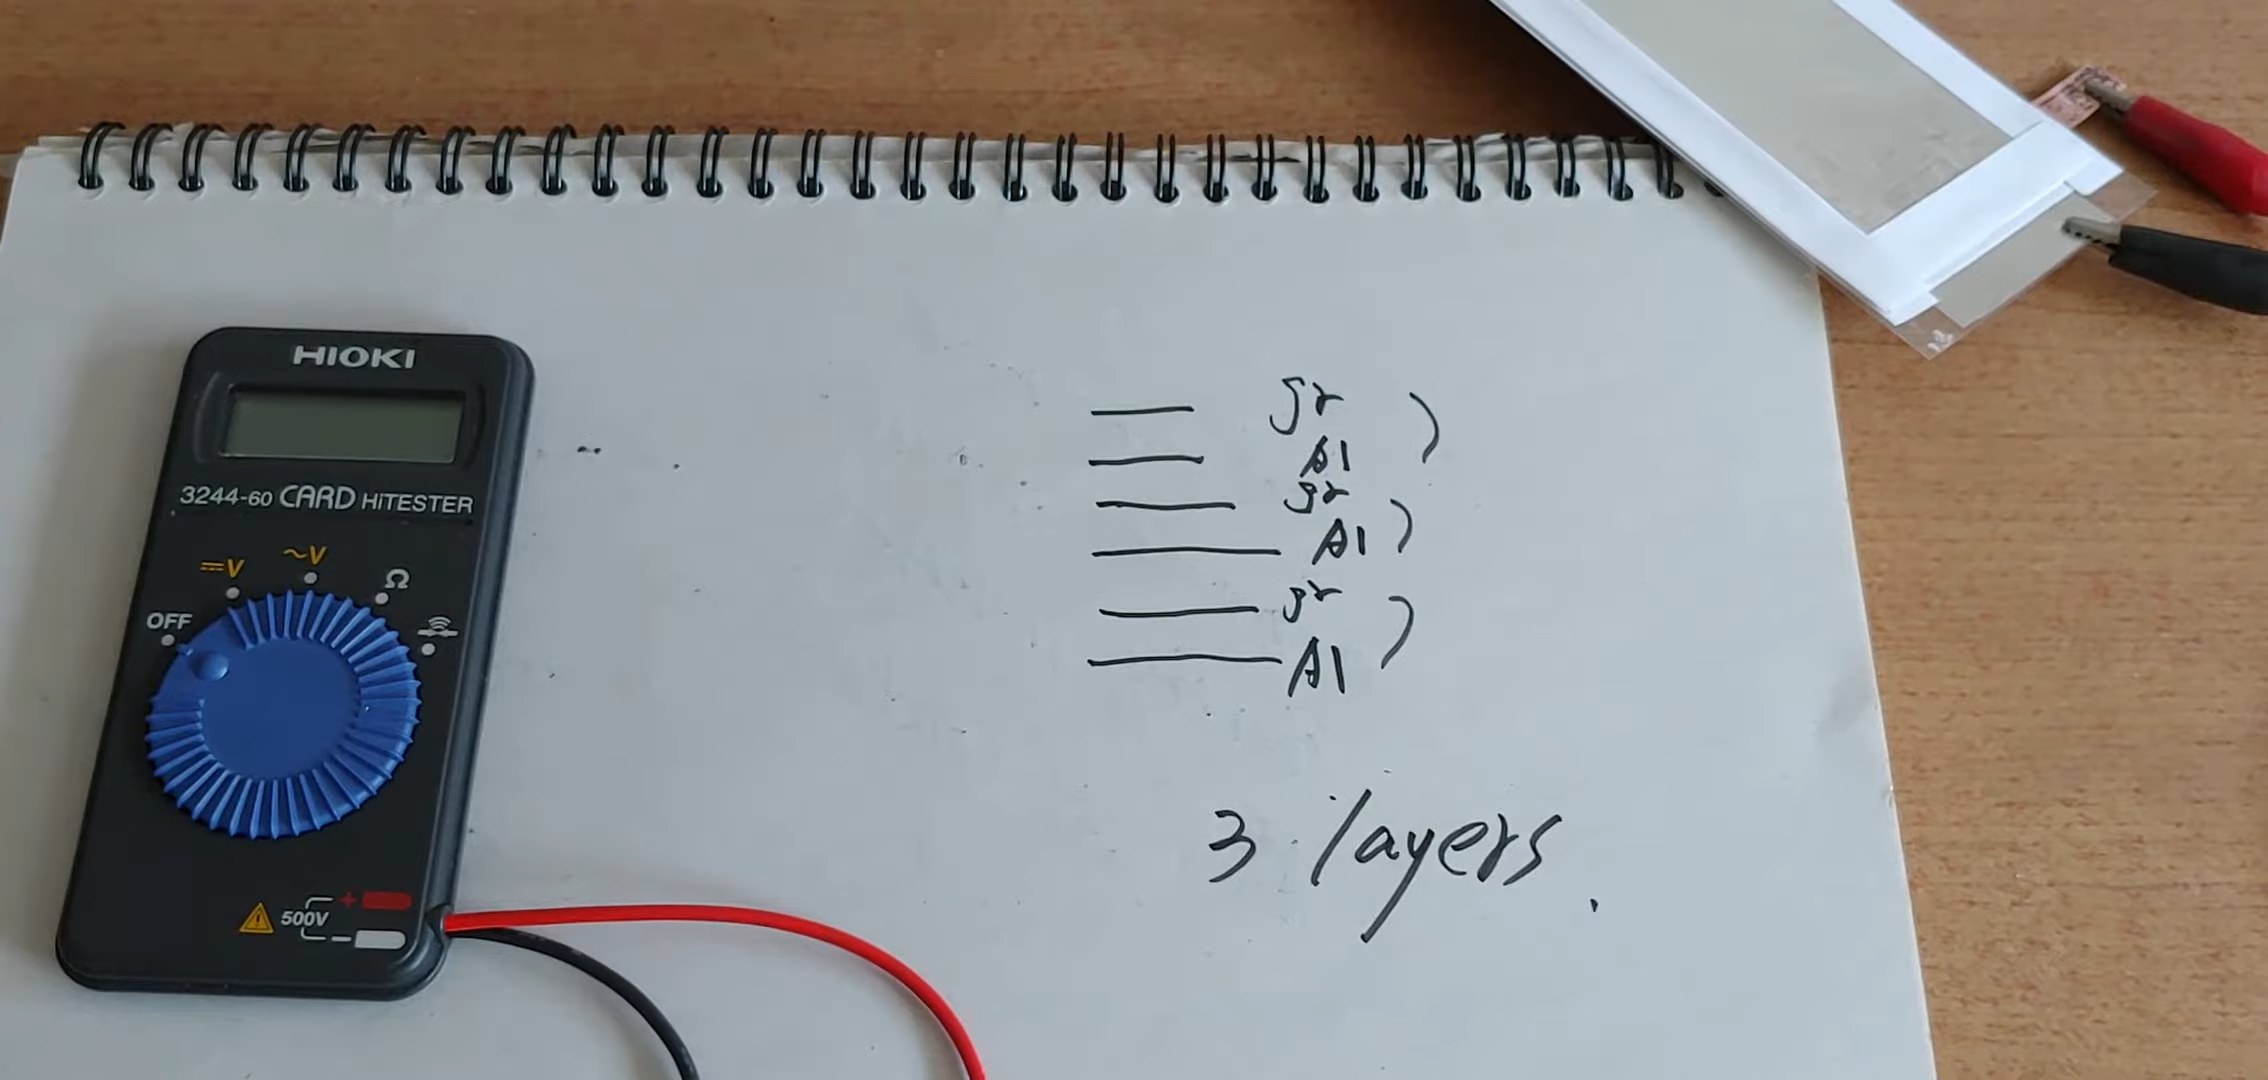 HIOKI
3244-60 CARD HiTESTER
⎓V
~V
Ω
OFF
+
500V
−
gr
Al
gr
Al
gr
Al
3 layers.